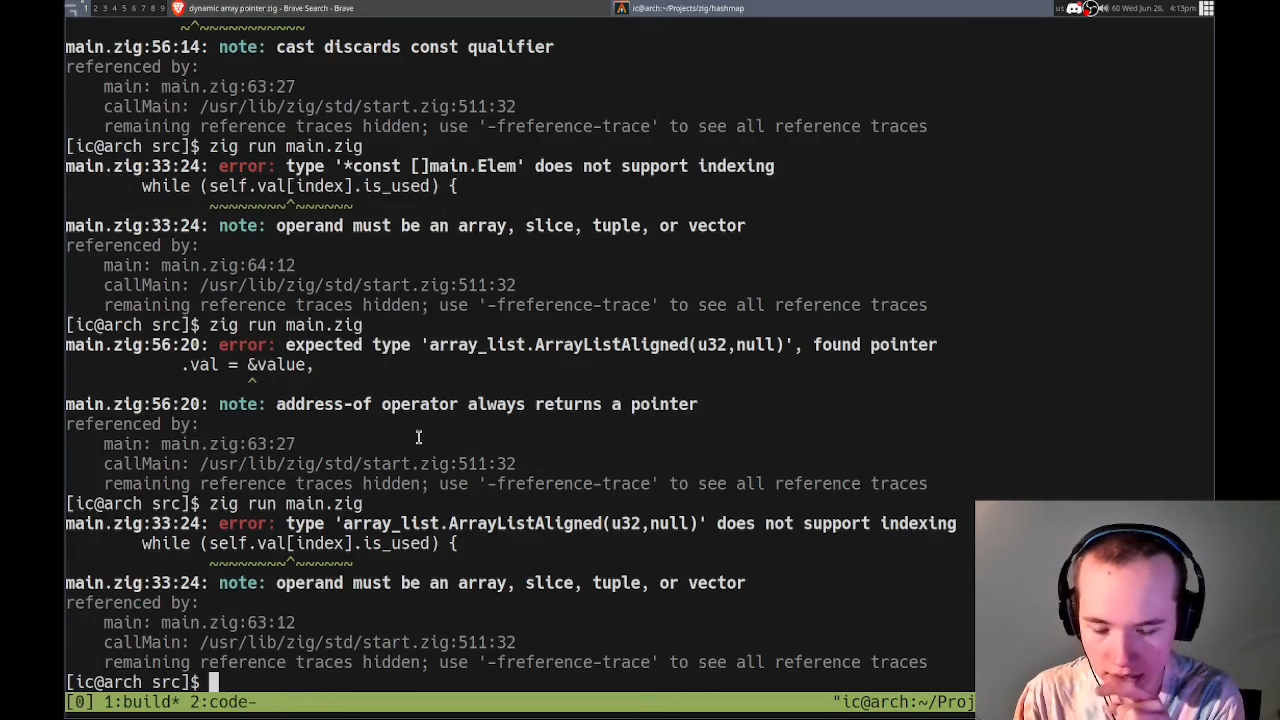 1 2 3 4 5 6 7 8 9 dynamic array pointer zig - Brave Search - Brave ic@arch:~/Projects/zig/hashmap us 60 Wed Jun 26, 4:13pm
~^~~~~~~~~~~~
main.zig:56:14: note: cast discards const qualifier
referenced by:
main: main.zig:63:27
callMain: /usr/lib/zig/std/start.zig:511:32
remaining reference traces hidden; use '-freference-trace' to see all reference traces
[ic@arch src]$ zig run main.zig
main.zig:33:24: error: type '*const []main.Elem' does not support indexing
while (self.val[index].is_used) {
~~~~~~~~^~~~~~~
main.zig:33:24: note: operand must be an array, slice, tuple, or vector
referenced by:
main: main.zig:64:12
callMain: /usr/lib/zig/std/start.zig:511:32
remaining reference traces hidden; use '-freference-trace' to see all reference traces
[ic@arch src]$ zig run main.zig
main.zig:56:20: error: expected type 'array_list.ArrayListAligned(u32,null)', found pointer
.val = &value,
^
main.zig:56:20: note: address-of operator always returns a pointer
referenced by:
main: main.zig:63:27
callMain: /usr/lib/zig/std/start.zig:511:32
remaining reference traces hidden; use '-freference-trace' to see all reference traces
[ic@arch src]$ zig run main.zig
main.zig:33:24: error: type 'array_list.ArrayListAligned(u32,null)' does not support indexing
while (self.val[index].is_used) {
~~~~~~~~^~~~~~~
main.zig:33:24: note: operand must be an array, slice, tuple, or vector
referenced by:
main: main.zig:63:12
callMain: /usr/lib/zig/std/start.zig:511:32
remaining reference traces hidden; use '-freference-trace' to see all reference traces
[ic@arch src]$
[0] 1:build* 2:code- "ic@arch:~/Proj